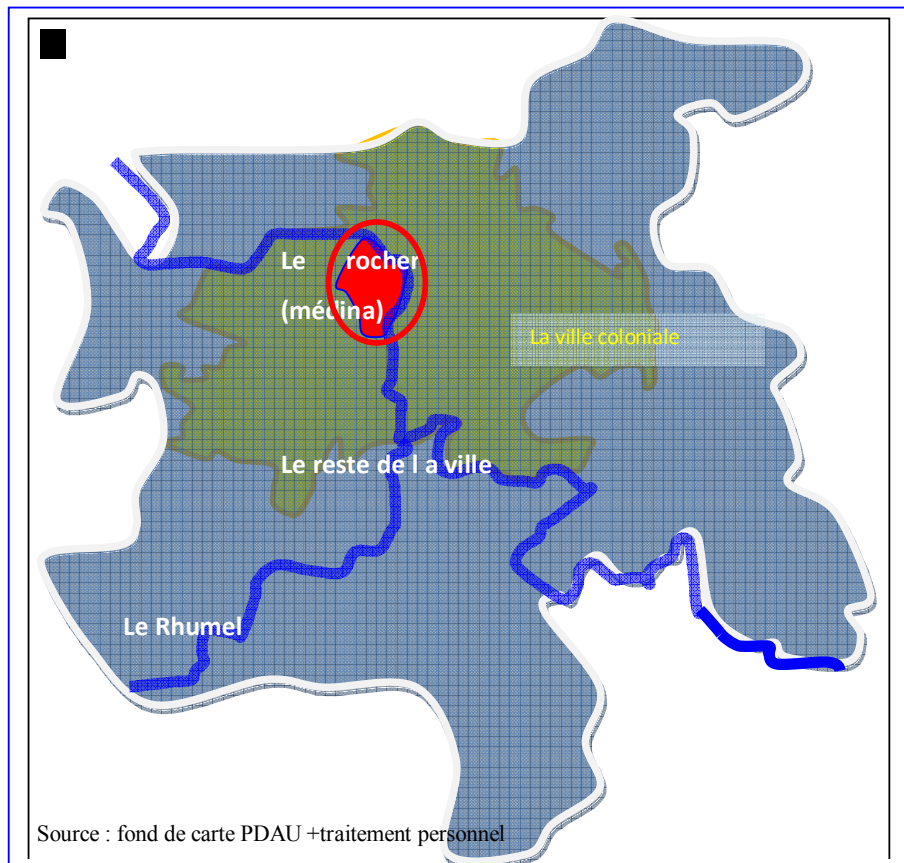 Le rocher
(médina)
La ville coloniale
Le reste de l a ville
Le Rhumel
Source : fond de carte PDAU +traitement personnel